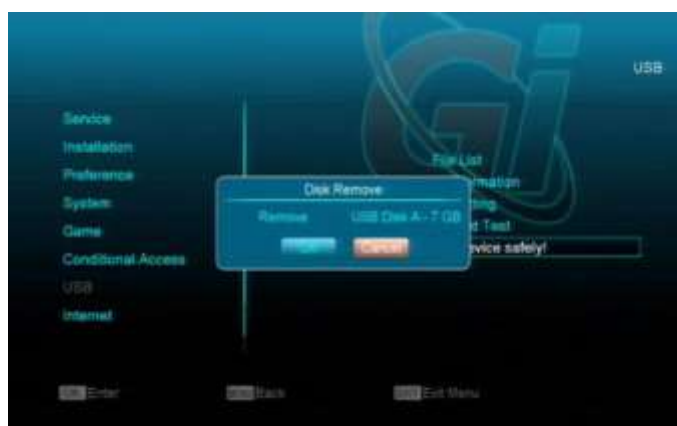 USB
Service
Installation
Preference
System
Game
Conditional Access
USB
Internet
File List
Disk Remove
Remove USB Disk A - 7 GB
Cancel
Test
evice safely!
Enter
Back
Exit Menu